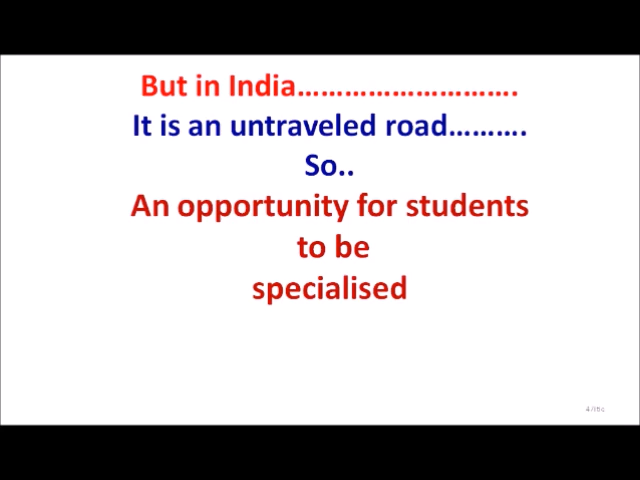 But in India……………………….
It is an untraveled road……….
So..
An opportunity for students
to be
specialised